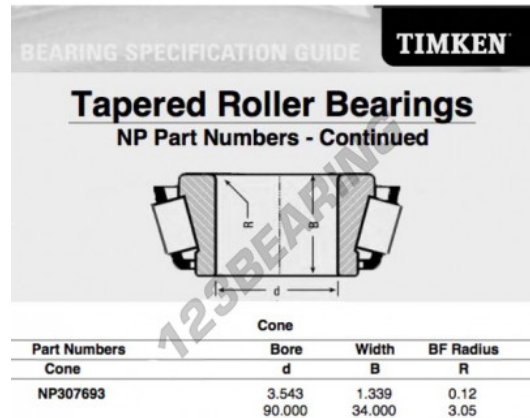 BEARING SPECIFICATION GUIDE
TIMKEN
Tapered Roller Bearings
NP Part Numbers - Continued
R
B
d
123BEARING
Cone
Part Numbers Bore Width BF Radius
Cone d B R
NP307693 3.543 1.339 0.12
90.000 34.000 3.05